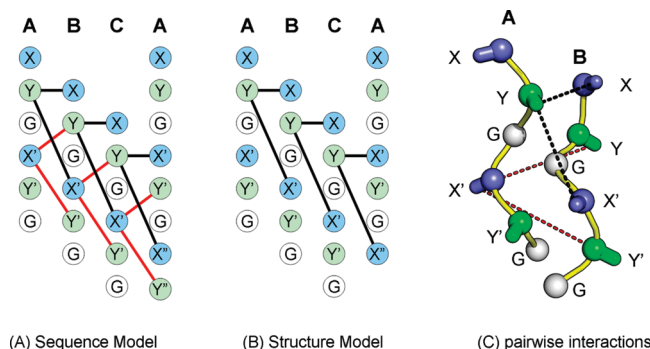 A B C A
X X
Y X Y
G Y X G
X' G Y X'
Y' X' G Y'
G Y' X' G
G Y' X"
G Y"
(A) Sequence Model
A B C A
X X
Y X Y
G Y X G
X' G Y X'
Y' X' G Y'
G Y' X' G
G Y' X"
G
(B) Structure Model
A
X
B
X
Y
G
Y
G
X'
X'
Y'
Y'
G
G
(C) pairwise interactions